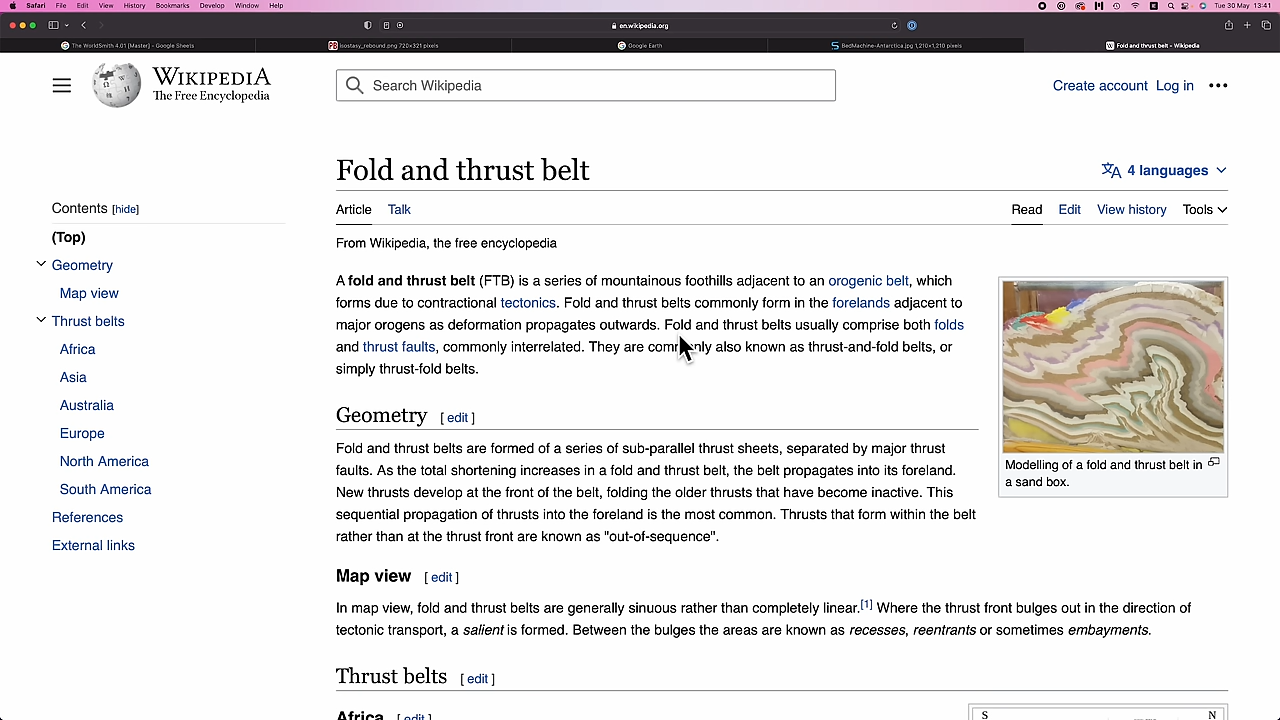 Safari File Edit View History Bookmarks Develop Window Help
Tue 30 May 13:41
en.wikipedia.org
The WorldSmith 4.01 [Master] - Google Sheets
isostasy_rebound.png 720×321 pixels
Google Earth
BedMachine-Antarctica.jpg 1,210×1,210 pixels
Fold and thrust belt - Wikipedia
WIKIPEDIA
The Free Encyclopedia
Search Wikipedia
Create account Log in
Fold and thrust belt
4 languages
Contents [hide]
(Top)
Geometry
Map view
Thrust belts
Africa
Asia
Australia
Europe
North America
South America
References
External links
Article Talk
Read Edit View history Tools
From Wikipedia, the free encyclopedia
A fold and thrust belt (FTB) is a series of mountainous foothills adjacent to an orogenic belt, which
forms due to contractional tectonics. Fold and thrust belts commonly form in the forelands adjacent to
major orogens as deformation propagates outwards. Fold and thrust belts usually comprise both folds
and thrust faults, commonly interrelated. They are commonly also known as thrust-and-fold belts, or
simply thrust-fold belts.
Modelling of a fold and thrust belt in
a sand box.
Geometry [ edit ]
Fold and thrust belts are formed of a series of sub-parallel thrust sheets, separated by major thrust
faults. As the total shortening increases in a fold and thrust belt, the belt propagates into its foreland.
New thrusts develop at the front of the belt, folding the older thrusts that have become inactive. This
sequential propagation of thrusts into the foreland is the most common. Thrusts that form within the belt
rather than at the thrust front are known as "out-of-sequence".
Map view [ edit ]
In map view, fold and thrust belts are generally sinuous rather than completely linear.[1] Where the thrust front bulges out in the direction of
tectonic transport, a salient is formed. Between the bulges the areas are known as recesses, reentrants or sometimes embayments.
Thrust belts [ edit ]
Africa [ edit ]
S N